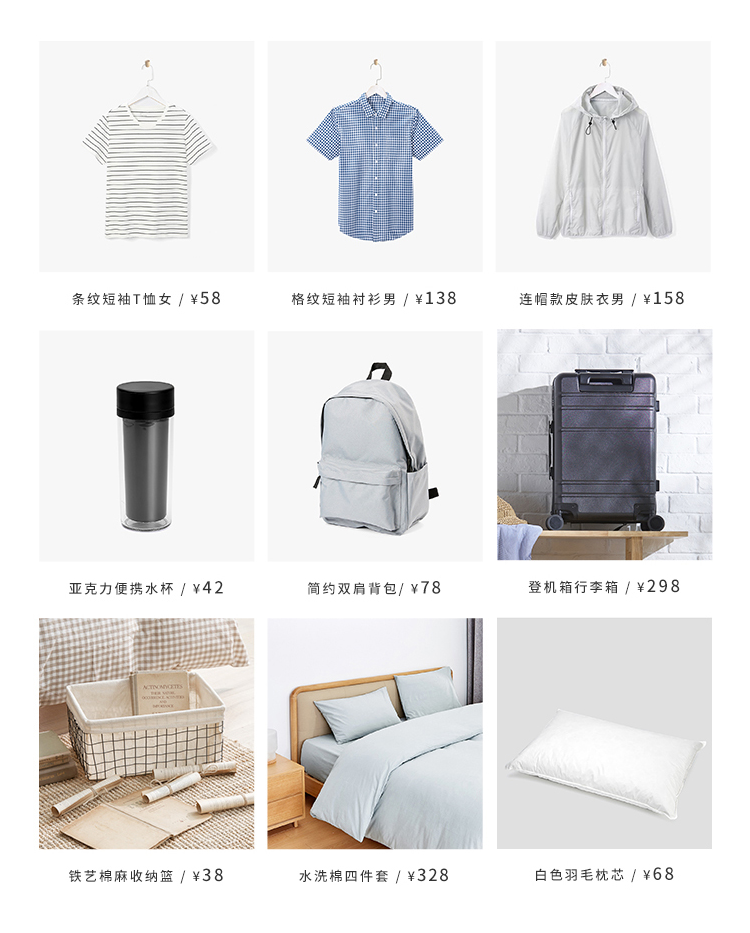 条纹短袖T恤女 / ¥58
格纹短袖衬衫男 / ¥138
连帽款皮肤衣男 / ¥158
亚克力便携水杯 / ¥42
简约双肩背包/ ¥78
登机箱行李箱 / ¥298
ACTINOMYCETES
铁艺棉麻收纳篮 / ¥38
水洗棉四件套 / ¥328
白色羽毛枕芯 / ¥68